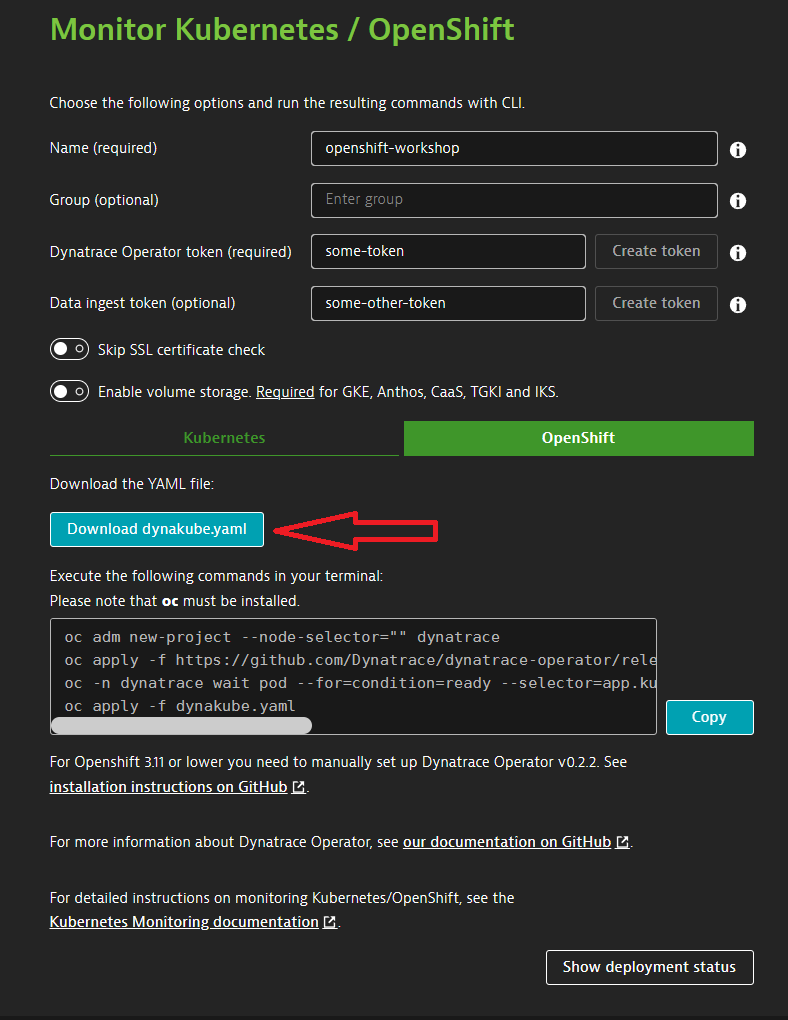 Monitor Kubernetes / OpenShift
Choose the following options and run the resulting commands with CLI.
Name (required)
openshift-workshop
Group (optional)
Enter group
Dynatrace Operator token (required)
some-token
Create token
Data ingest token (optional)
some-other-token
Create token
Skip SSL certificate check
Enable volume storage. Required for GKE, Anthos, CaaS, TGKI and IKS.
Kubernetes
OpenShift
Download the YAML file:
Download dynakube.yaml
Execute the following commands in your terminal:
Please note that oc must be installed.
oc adm new-project --node-selector="" dynatrace
oc apply -f https://github.com/Dynatrace/dynatrace-operator/rele
oc -n dynatrace wait pod --for=condition=ready --selector=app.ku
oc apply -f dynakube.yaml
Copy
For Openshift 3.11 or lower you need to manually set up Dynatrace Operator v0.2.2. See
installation instructions on GitHub.
For more information about Dynatrace Operator, see our documentation on GitHub.
For detailed instructions on monitoring Kubernetes/OpenShift, see the
Kubernetes Monitoring documentation.
Show deployment status